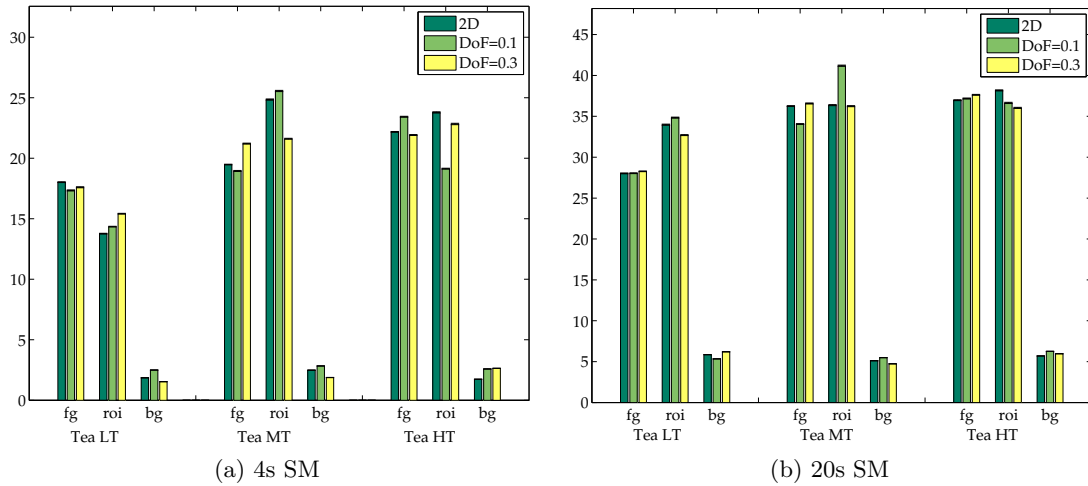 30
25
20
15
10
5
0
2D
DoF=0.1
DoF=0.3
fg roi bg fg roi bg fg roi bg
Tea LT Tea MT Tea HT
(a) 4s SM
45
40
35
30
25
20
15
10
5
0
2D
DoF=0.1
DoF=0.3
fg roi bg fg roi bg fg roi bg
Tea LT Tea MT Tea HT
(b) 20s SM